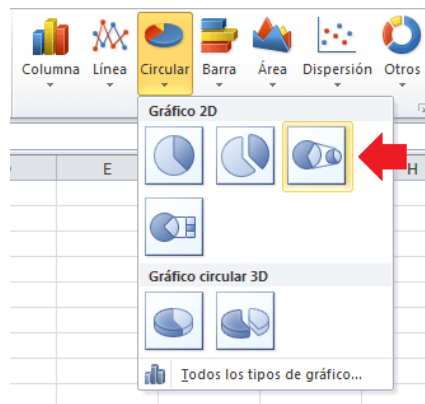 Columna Línea Circular Barra Área Dispersión Otros
Gráfico 2D
E H
Gráfico circular 3D
Todos los tipos de gráfico...